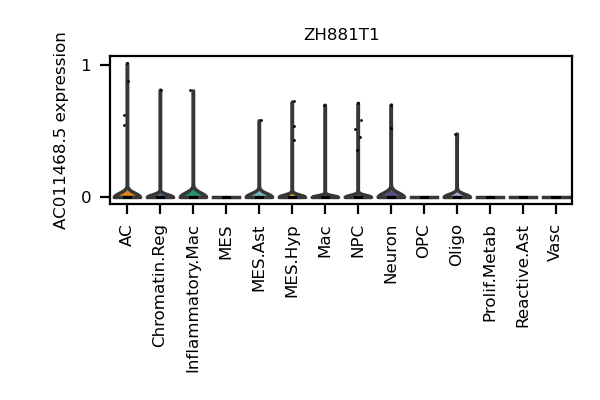 ZH881T1
AC011468.5 expression
1
0
AC
Chromatin.Reg
Inflammatory.Mac
MES
MES.Ast
MES.Hyp
Mac
NPC
Neuron
OPC
Oligo
Prolif.Metab
Reactive.Ast
Vasc